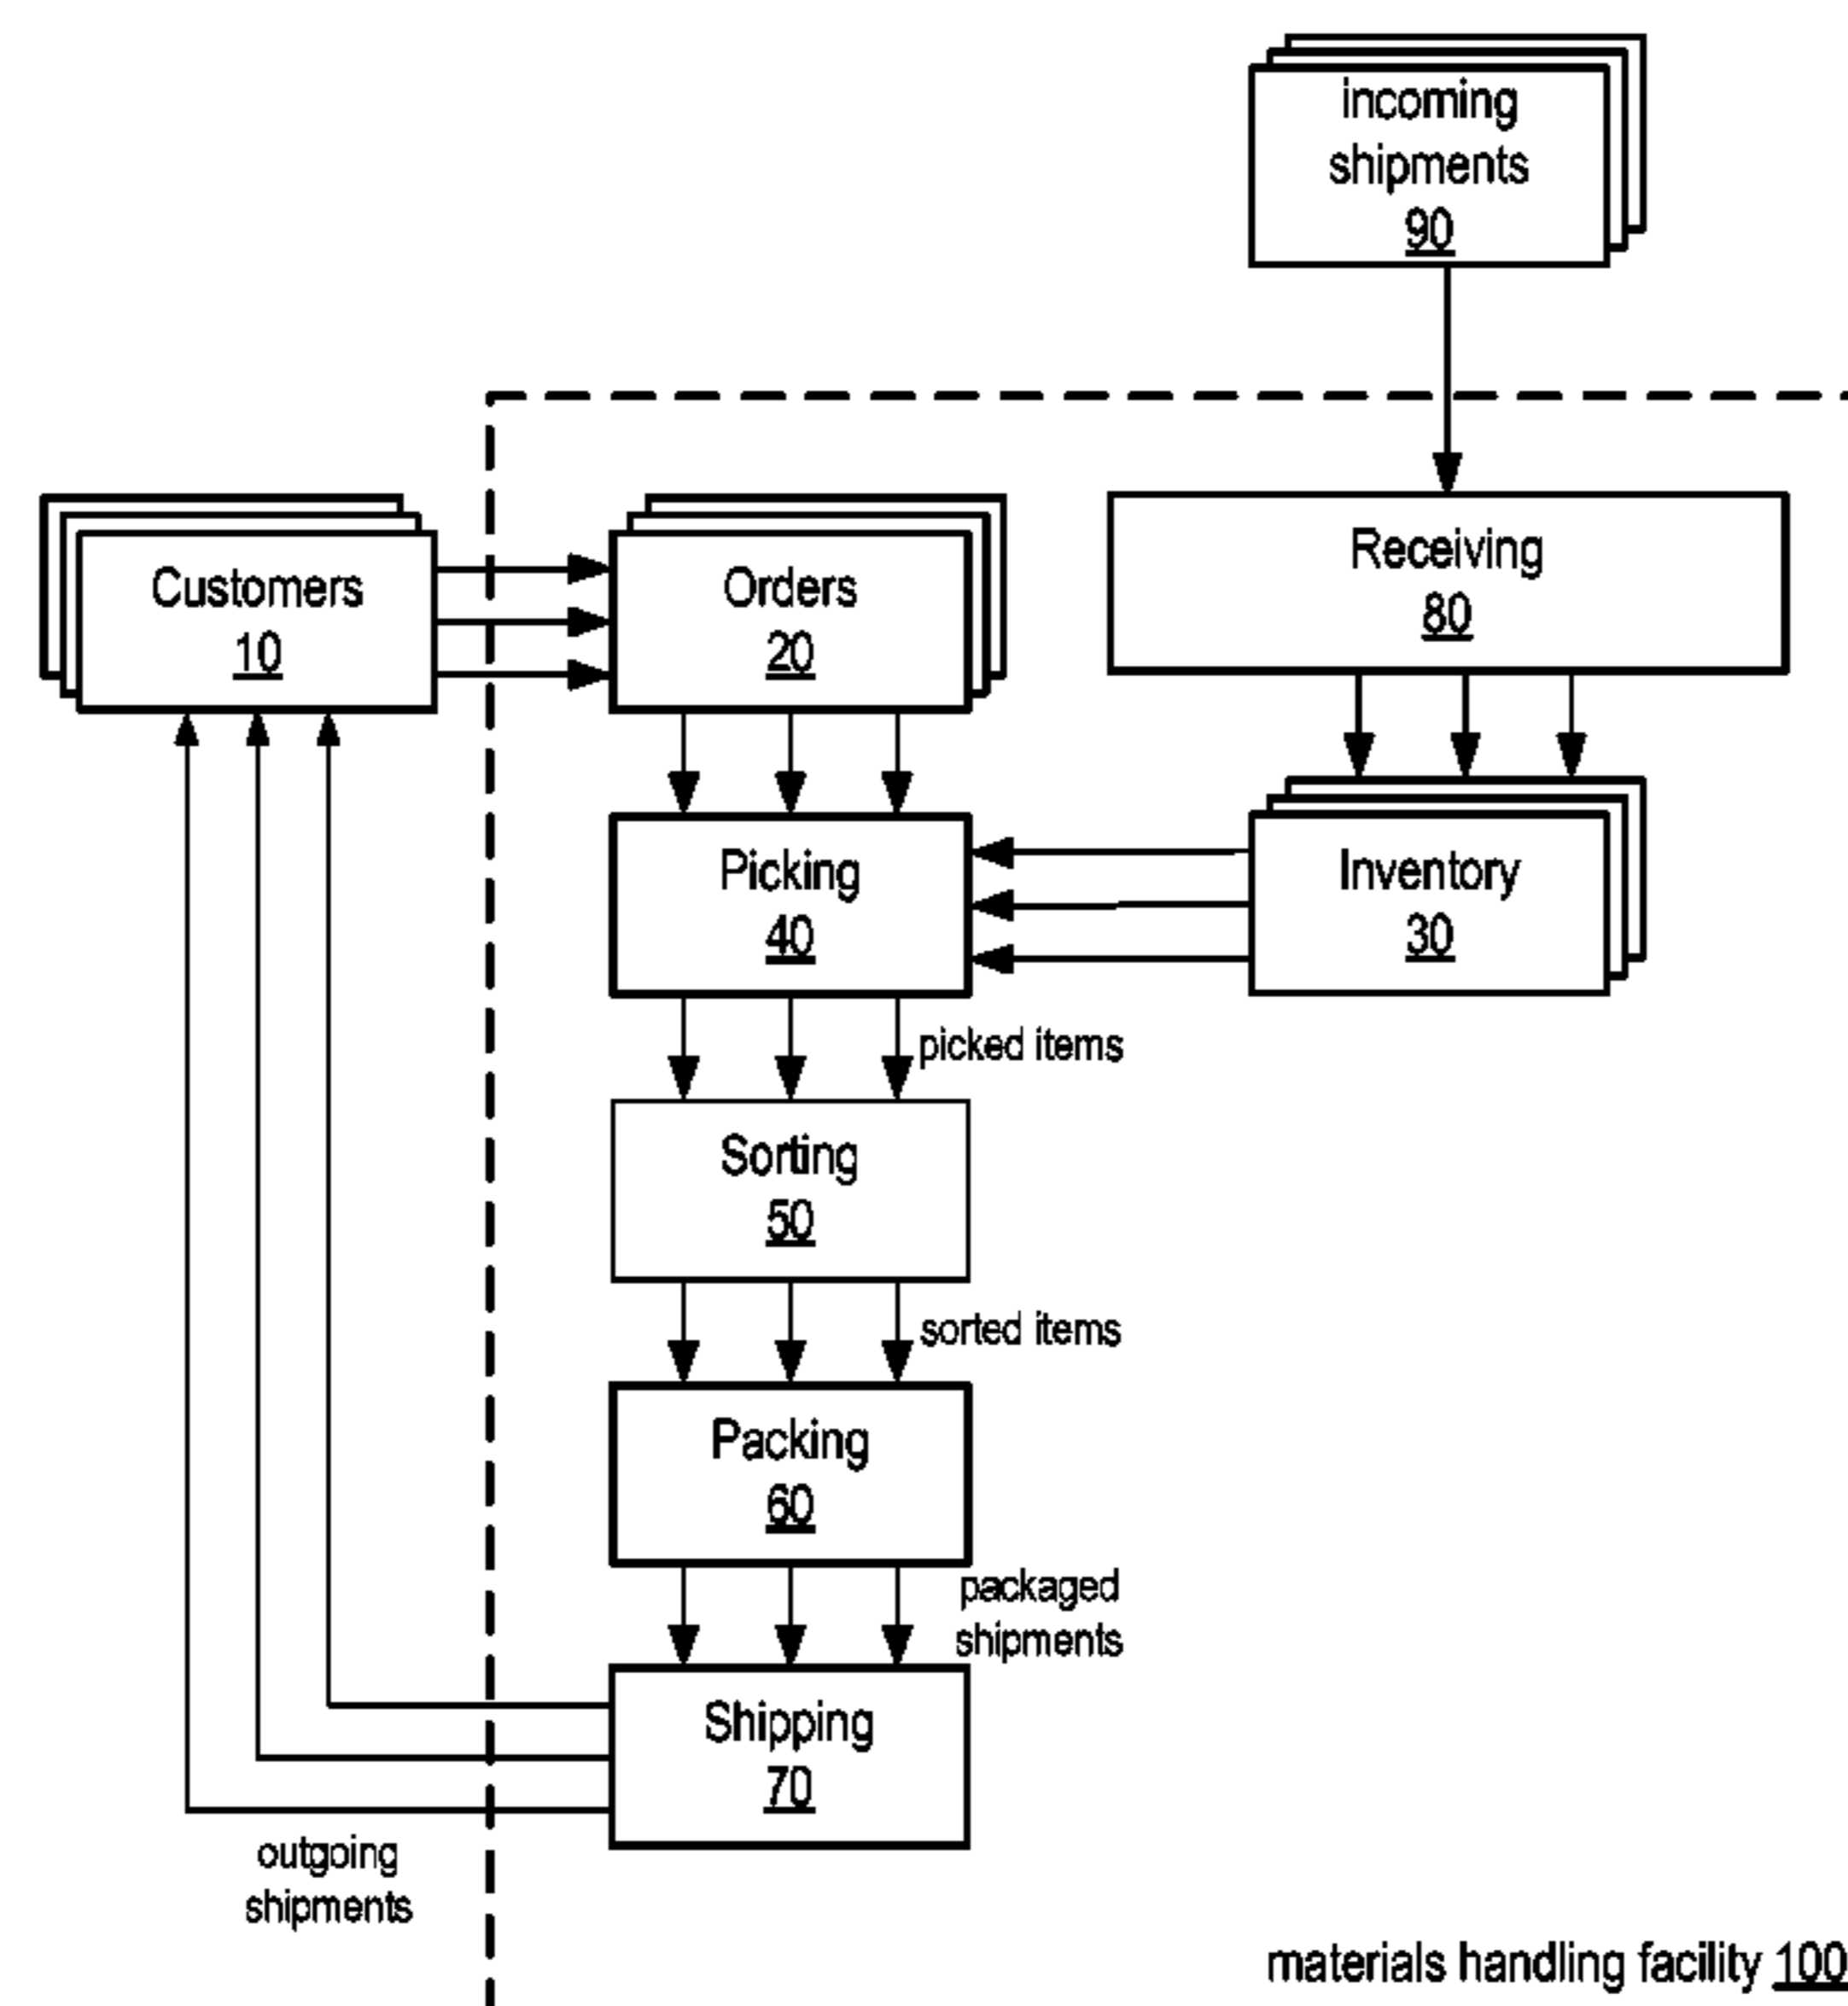 incoming
shipments
90
Customers
10
Orders
20
Receiving
80
Picking
40
Inventory
30
picked items
Sorting
50
sorted items
Packing
60
packaged
shipments
Shipping
70
outgoing
shipments
materials handling facility 100